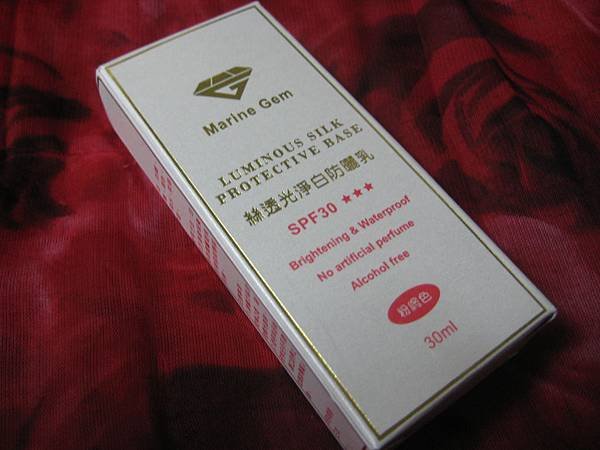 Marine Gem
LUMINOUS SILK
PROTECTIVE BASE
絲透光淨白防曬乳
SPF30 ★★★
Brightening & Waterproof
No artificial perfume
Alcohol free
粉嫩色
30ml